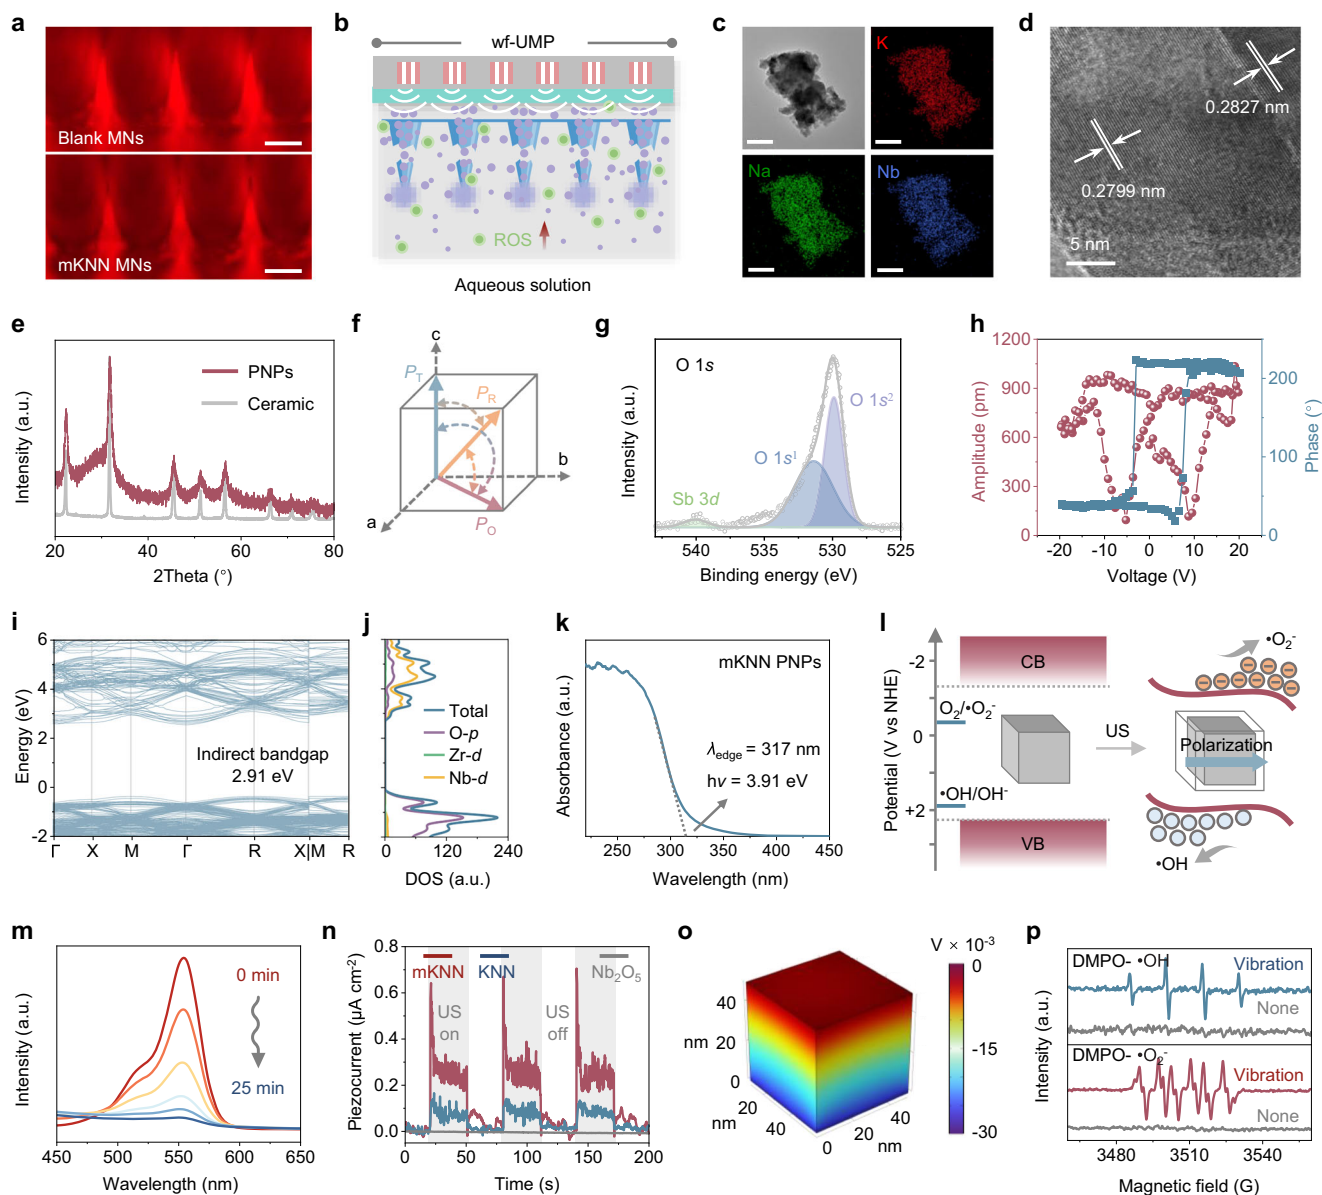 a
Blank MNs
mKNN MNs
b
wf-UMP
ROS
Aqueous solution
c
K
Na
Nb
d
0.2827 nm
0.2799 nm
5 nm
e
Intensity (a.u.)
PNPs
Ceramic
20 40 60 80
2Theta (°)
f
c
P_T
P_R
b
P_O
a
g
Intensity (a.u.)
O 1s
O 1s²
O 1s¹
Sb 3d
540 535 530 525
Binding energy (eV)
h
Amplitude (pm)
1200
900
600
300
0
Phase (°)
200
100
0
-20 -10 0 10 20
Voltage (V)
i
Energy (eV)
6
4
2
0
-2
Indirect bandgap
2.91 eV
Γ X M Γ R X|M R
j
Total
O-p
Zr-d
Nb-d
0 120 240
DOS (a.u.)
k
Absorbance (a.u.)
mKNN PNPs
λedge = 317 nm
hν = 3.91 eV
250 300 350 400 450
Wavelength (nm)
l
Potential (V vs NHE)
-2
0
+2
CB
O₂/•O₂⁻
•OH/OH⁻
VB
US
•O₂⁻
Polarization
•OH
m
Intensity (a.u.)
0 min
25 min
450 500 550 600 650
Wavelength (nm)
n
Piezocurrent (μA cm⁻²)
0.8
0.6
0.4
0.2
0.0
mKNN KNN Nb₂O₅
US on
US off
0 50 100 150 200
Time (s)
o
V × 10⁻³
0
-15
-30
40
nm 20
0
20
nm
40
40
20 nm
0
p
Intensity (a.u.)
DMPO- •OH
Vibration
None
DMPO- •O₂⁻
Vibration
None
3480 3510 3540
Magnetic field (G)